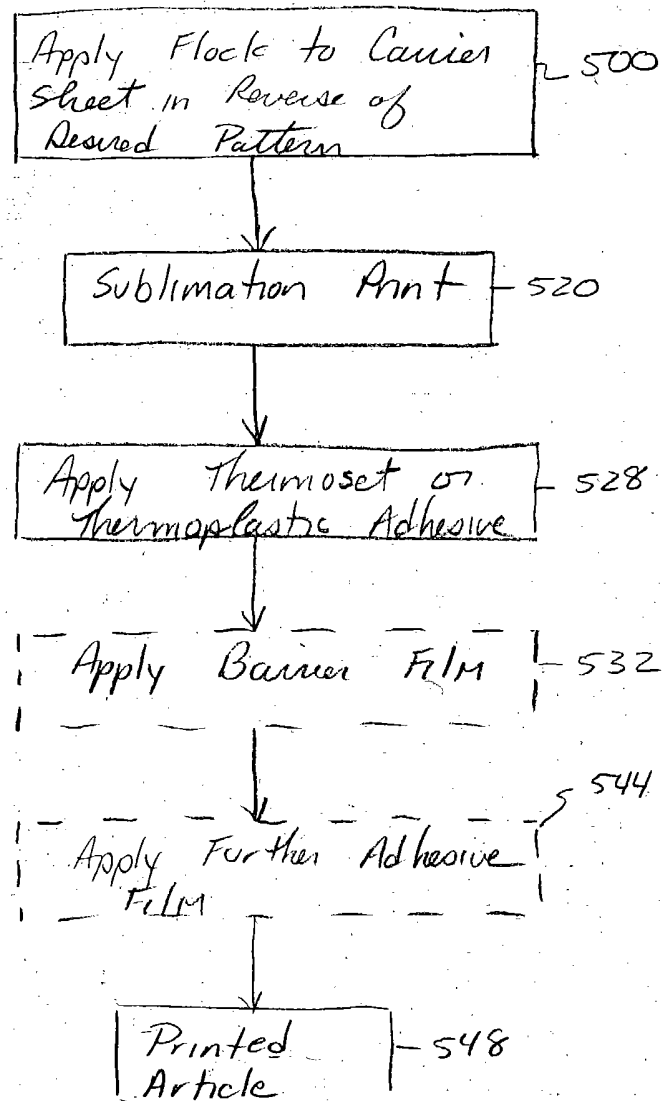 Apply Flock to Carrier
Sheet in Reverse of
Desired Pattern
500
Sublimation Print
520
Apply Thermoset or
Thermoplastic Adhesive
528
Apply Barrier Film
532
544
Apply Further Adhesive
Film
Printed
Article
548